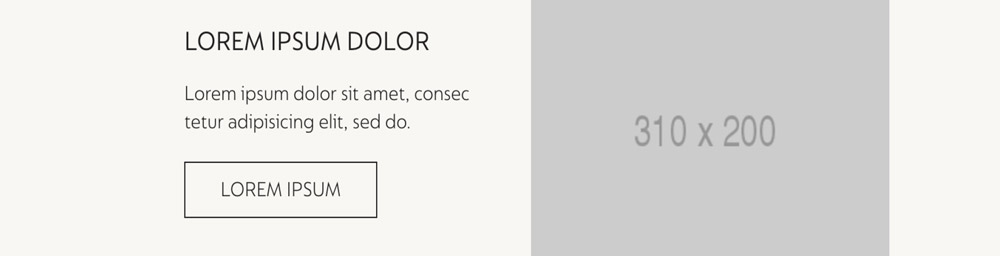 LOREM IPSUM DOLOR
Lorem ipsum dolor sit amet, consec
tetur adipisicing elit, sed do.
LOREM IPSUM
310 x 200